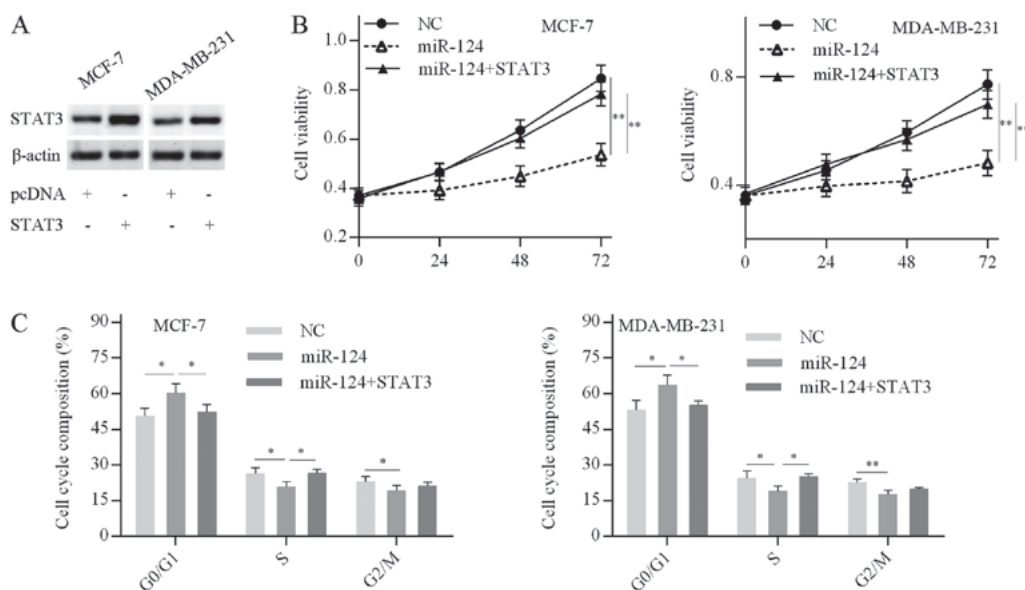 A
MCF-7
MDA-MB-231
STAT3
β-actin
pcDNA + - + -
STAT3 - + - +
B
NC
miR-124
miR-124+STAT3
MCF-7
Cell viability
1.0
0.8
0.6
0.4
0.2
0 24 48 72
**
**
NC
miR-124
miR-124+STAT3
MDA-MB-231
Cell viability
0.8
0.4
0 24 48 72
**
C
MCF-7
NC
miR-124
miR-124+STAT3
Cell cycle composition (%)
90
75
60
45
30
15
0
* *
* *
*
G0/G1 S G2/M
MDA-MB-231
NC
miR-124
miR-124+STAT3
Cell cycle composition (%)
90
75
60
45
30
15
0
* *
* *
**
G0/G1 S G2/M